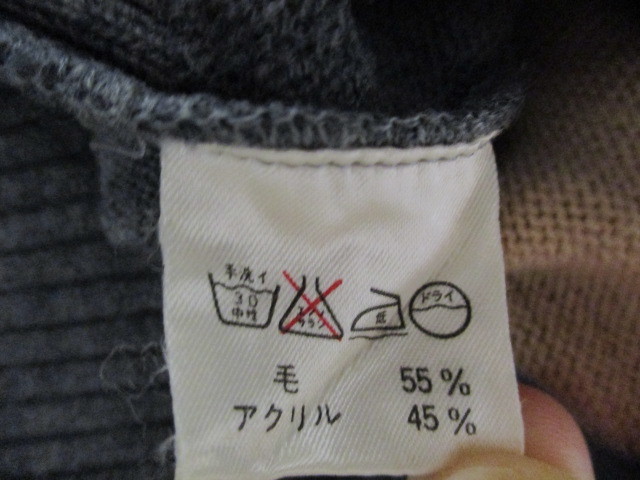 手洗イ
30
中性
エンソ
サラシ
低
ドライ
毛 55%
アクリル 45%